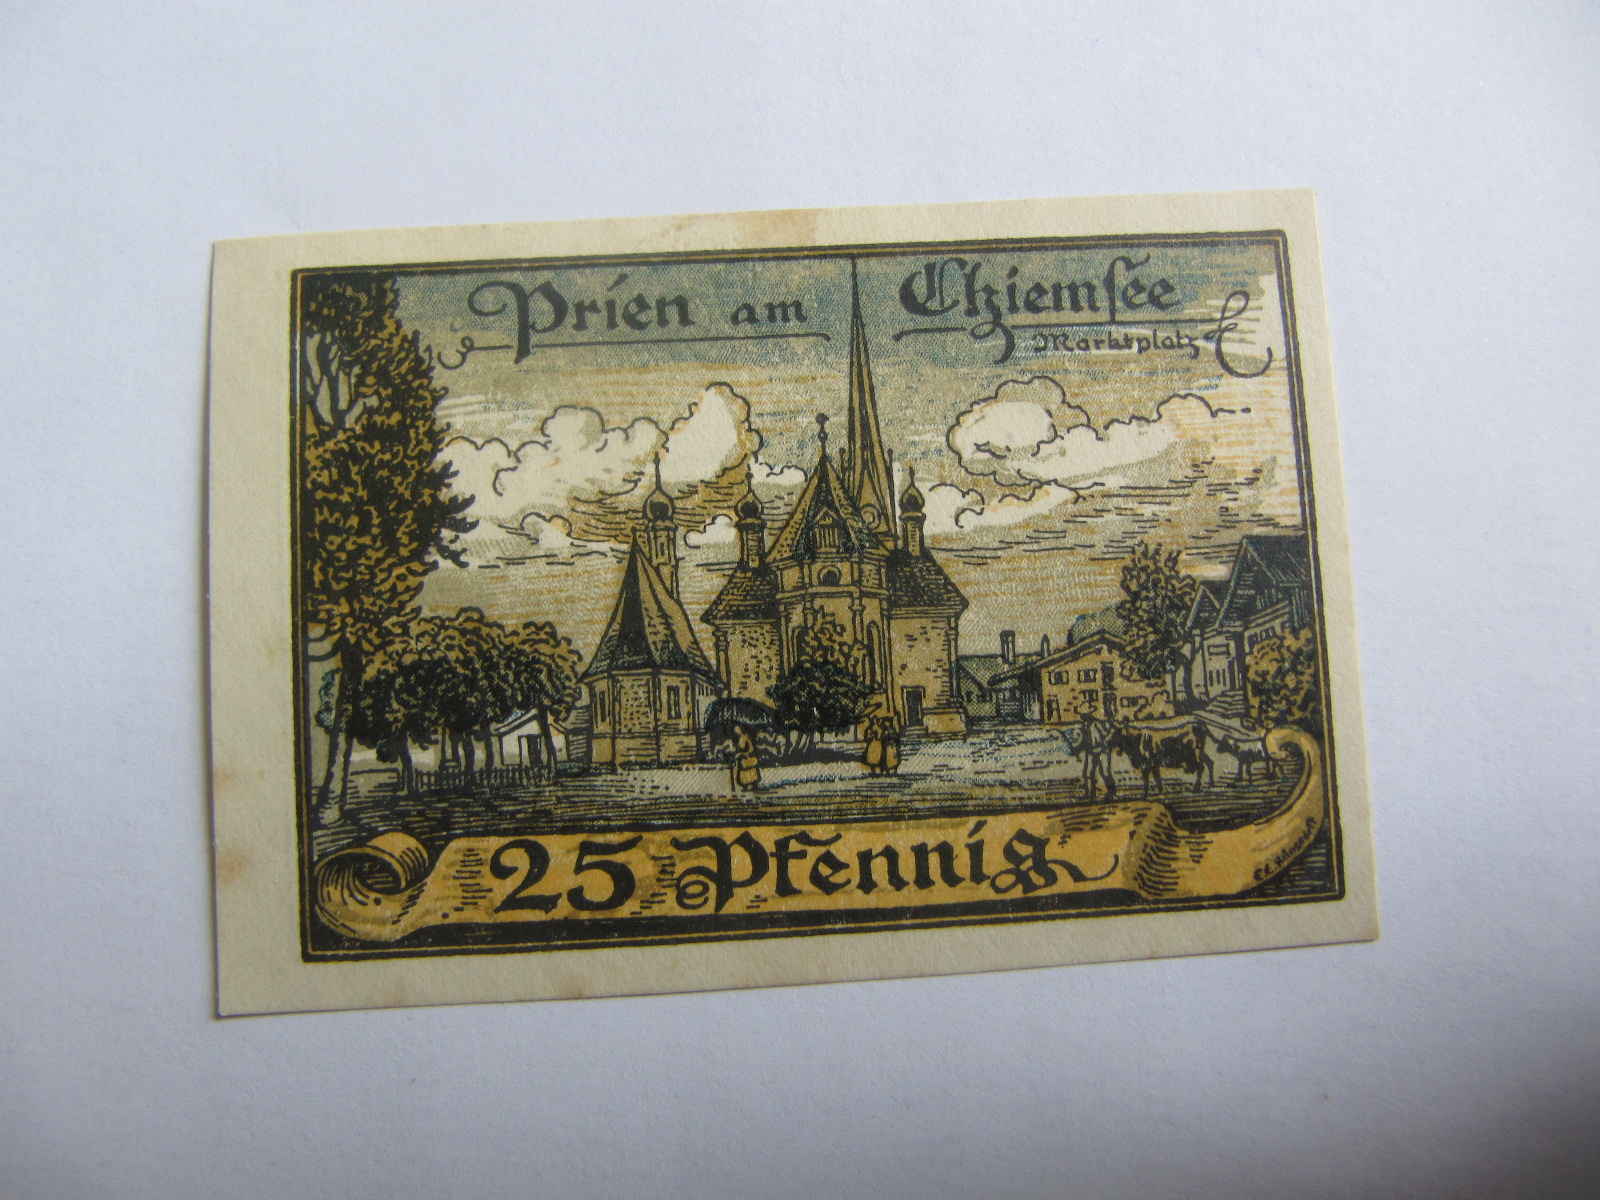 Prien am Chiemsee
Marktplatz
25 Pfennig